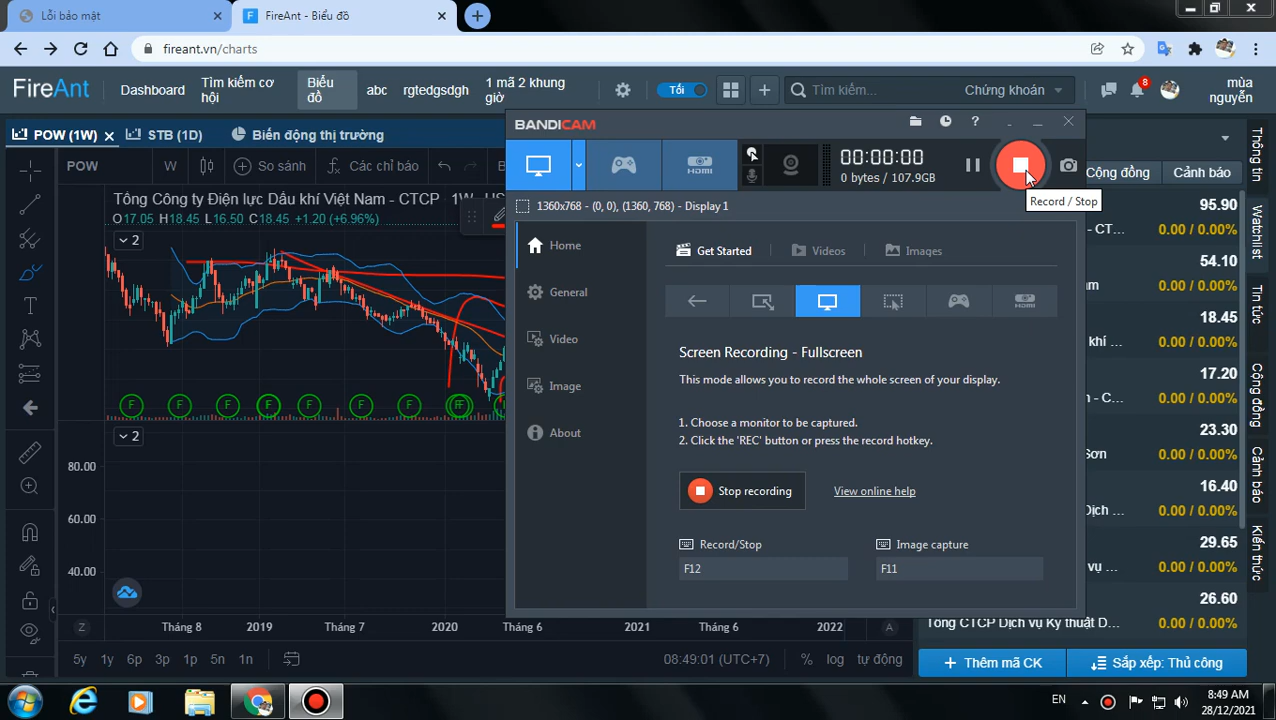 Lỗi bảo mật
FireAnt - Biểu đồ
fireant.vn/charts
FireAnt
Dashboard
Tìm kiếm cơ hội
Biểu đồ
abc
rgtedgsdgh
1 mã 2 khung giờ
Tối
Tìm kiếm...
Chứng khoán
8
mùa nguyễn
POW (1W)
STB (1D)
Biến động thị trường
POW
W
So sánh
Các chỉ báo
Tổng Công ty Điện lực Dầu khí Việt Nam - CTCP 1W
O17.05 H18.45 L16.50 C18.45 +1.20 (+6.96%)
2
F F F F F F F F F
2
80.00
60.00
40.00
Z
Tháng 8
2019
Tháng 7
2020
Tháng 6
2021
Tháng 6
2022
A
5y 1y 6p 3p 1p 5n 1n
08:49:01 (UTC+7)
% log tự động
BANDICAM
HDMI
00:00:00
0 bytes / 107.9GB
Record / Stop
1360x768 - (0, 0), (1360, 768) - Display 1
Home
General
Video
Image
About
Get Started
Videos
Images
HDMI
Screen Recording - Fullscreen
This mode allows you to record the whole screen of your display.
1. Choose a monitor to be captured.
2. Click the 'REC' button or press the record hotkey.
Stop recording
View online help
Record/Stop
F12
Image capture
F11
Cộng đồng
Cảnh báo
95.90
- CT...
0.00 / 0.00%
54.10
0.00 / 0.00%
18.45
khí ...
0.00 / 0.00%
17.20
n - C...
0.00 / 0.00%
23.30
Sơn
0.00 / 0.00%
16.40
Dịch ...
0.00 / 0.00%
29.65
vụ ...
0.00 / 0.00%
26.60
Tổng CTCP Dịch vụ Kỹ thuật D...
0.00 / 0.00%
Thêm mã CK
Sắp xếp: Thủ công
Thông tin
Watchlist
Tin tức
Cộng đồng
Cảnh báo
Kiến thức
EN
8:49 AM
28/12/2021